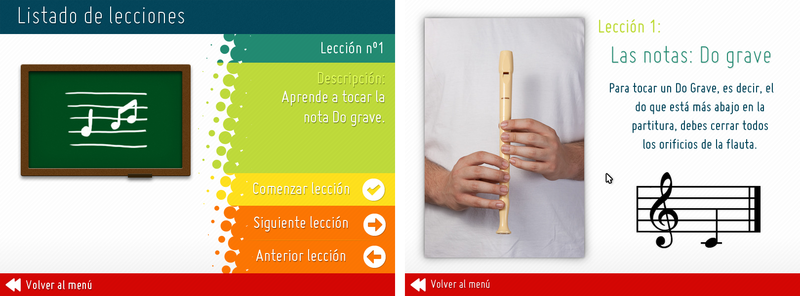 Listado de lecciones
Lección nº1
Descripción:
Aprende a tocar la
nota Do grave.
Comenzar lección
Siguiente lección
Anterior lección
Volver al menú
Lección 1:
Las notas: Do grave
Para tocar un Do Grave, es decir, el
do que está más abajo en la
partitura, debes cerrar todos
los orificios de la flauta.
Volver al menú